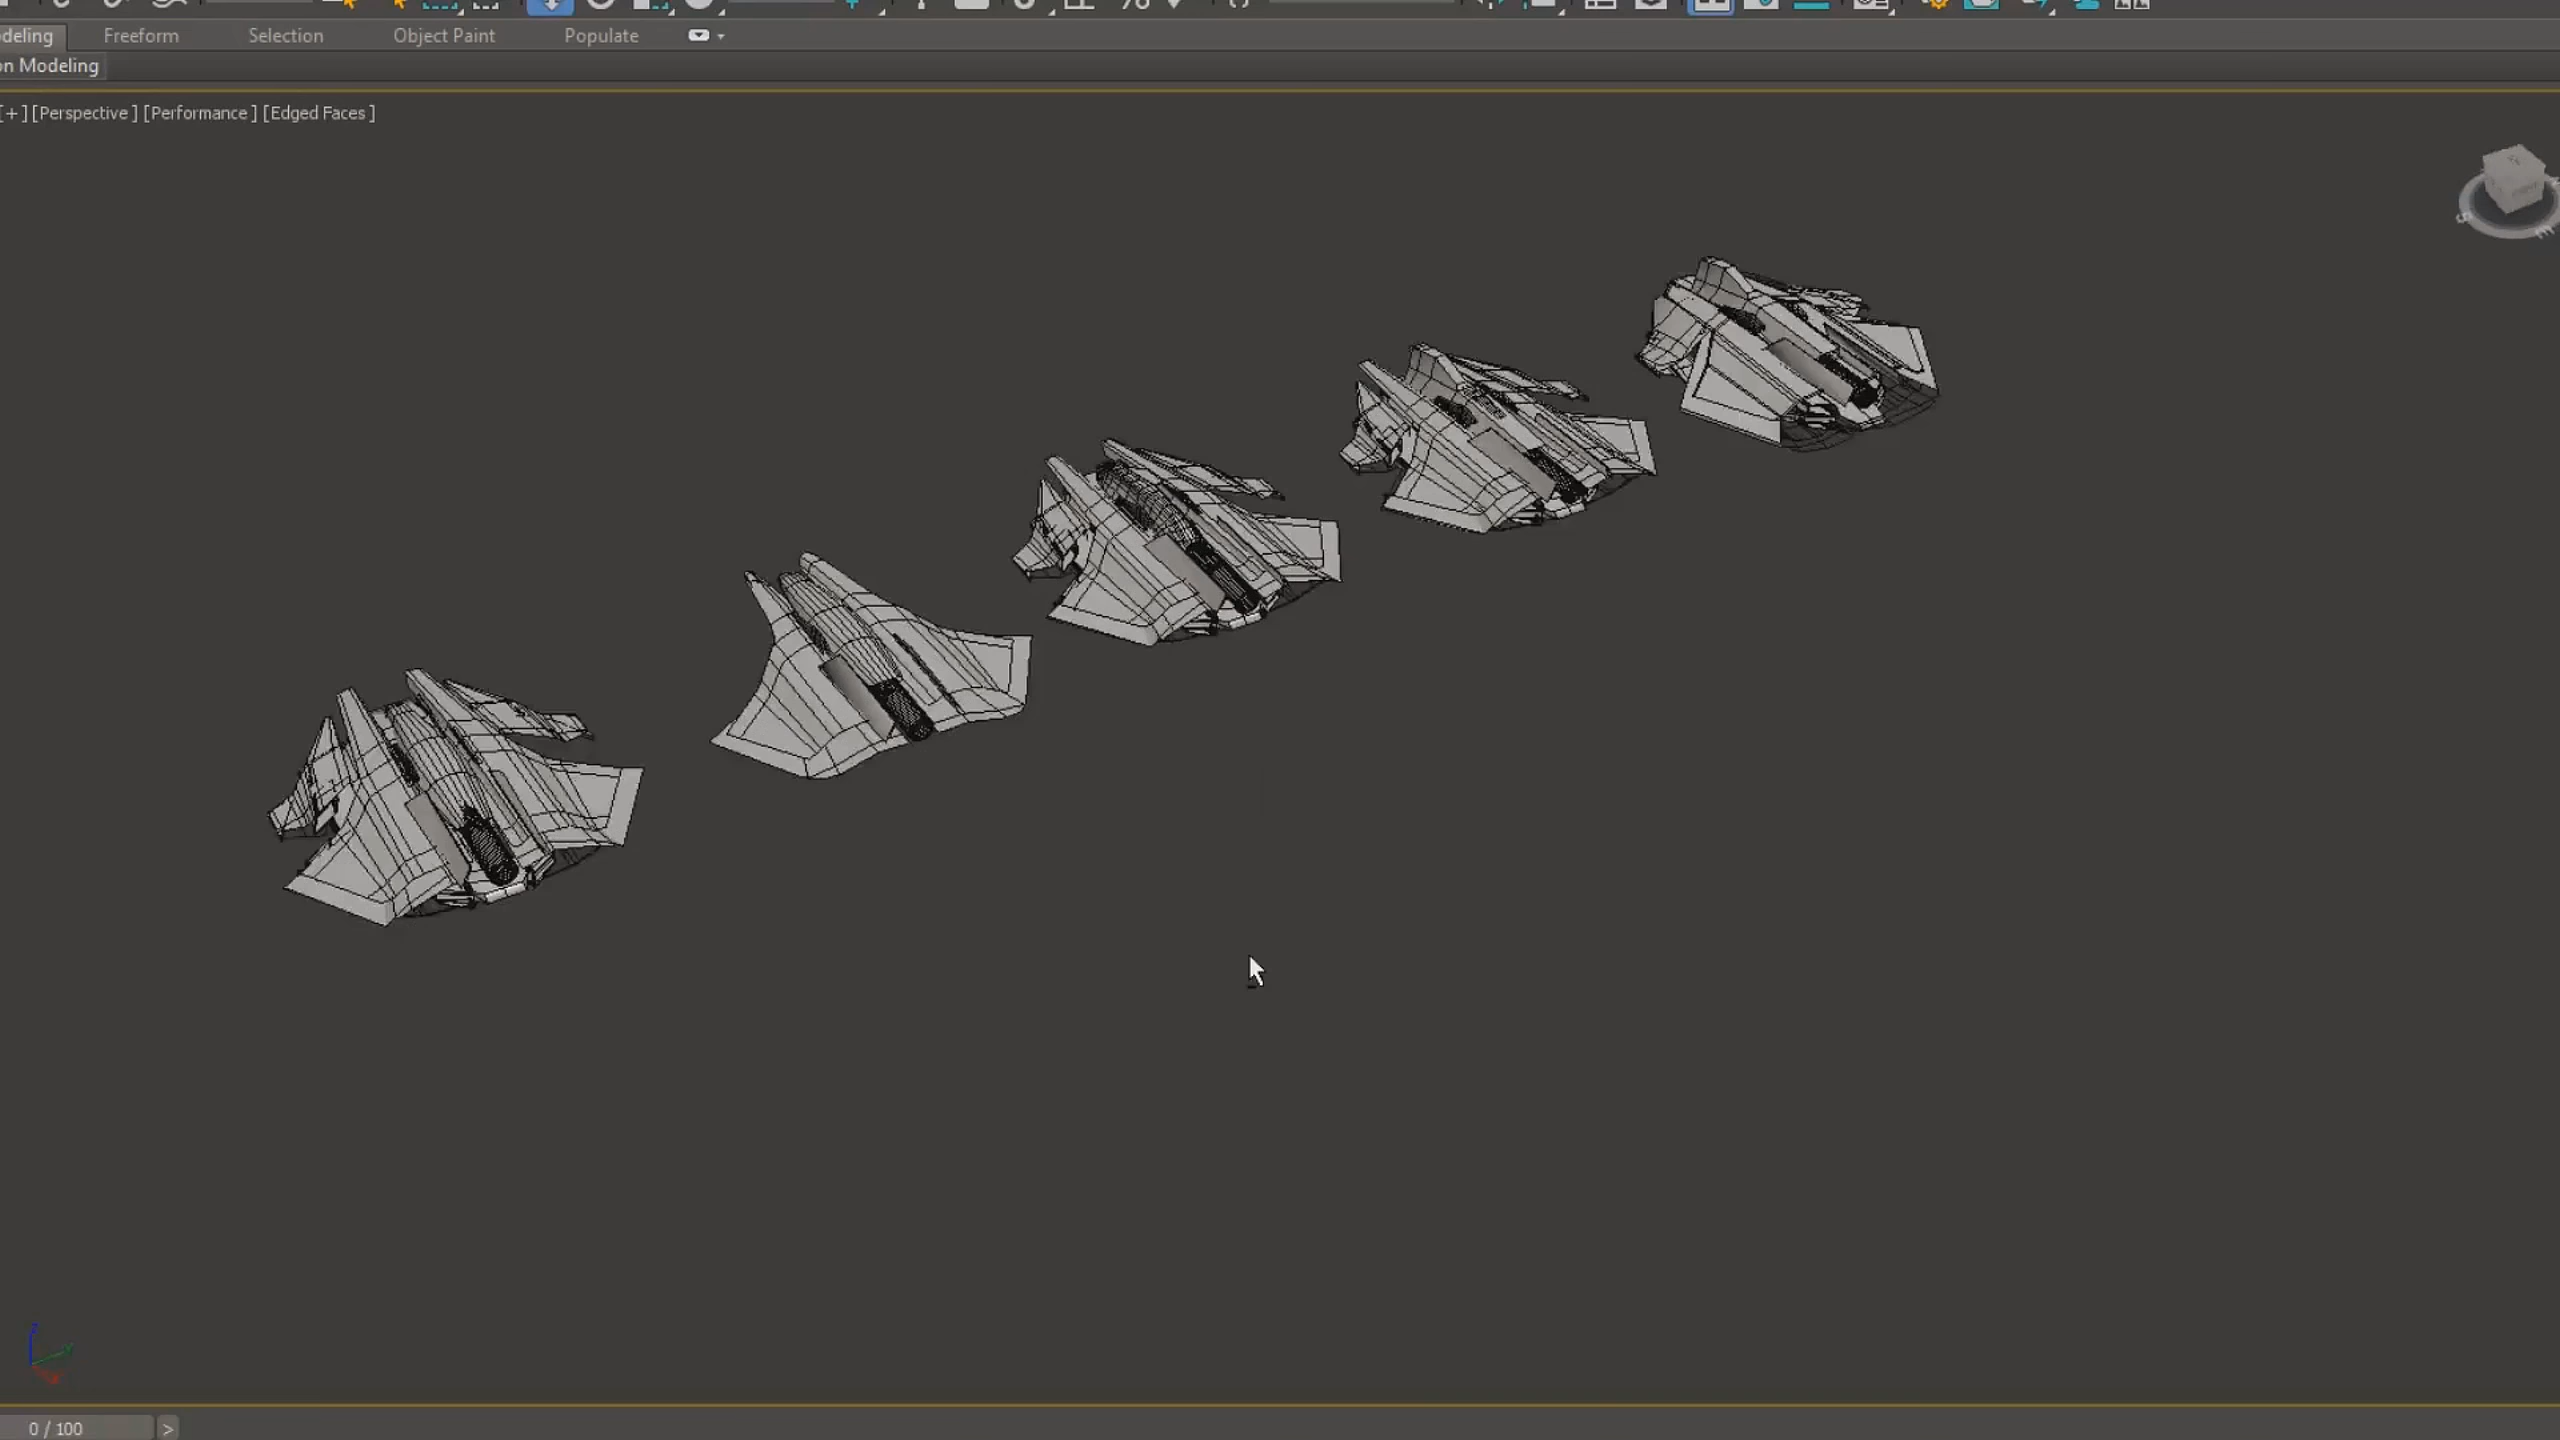 deling Freeform Selection Object Paint Populate
on Modeling
[+] [Perspective ] [Performance ] [Edged Faces ]
0 / 100 >